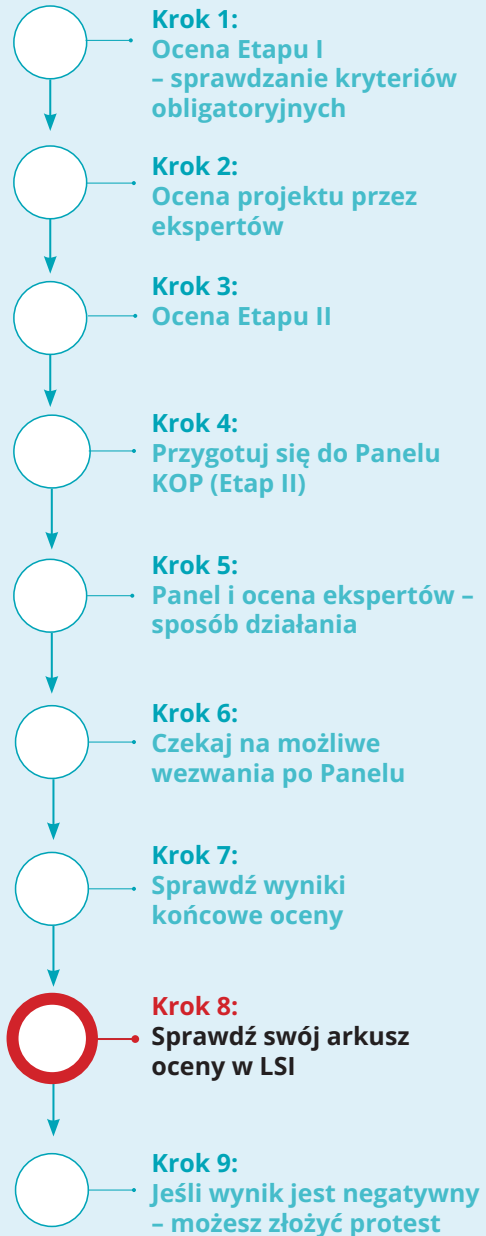 Krok 1:
Ocena Etapu I
– sprawdzanie kryteriów
obligatoryjnych
Krok 2:
Ocena projektu przez
ekspertów
Krok 3:
Ocena Etapu II
Krok 4:
Przygotuj się do Panelu
KOP (Etap II)
Krok 5:
Panel i ocena ekspertów –
sposób działania
Krok 6:
Czekaj na możliwe
wezwania po Panelu
Krok 7:
Sprawdź wyniki
końcowe oceny
Krok 8:
Sprawdź swój arkusz
oceny w LSI
Krok 9:
Jeśli wynik jest negatywny
– możesz złożyć protest